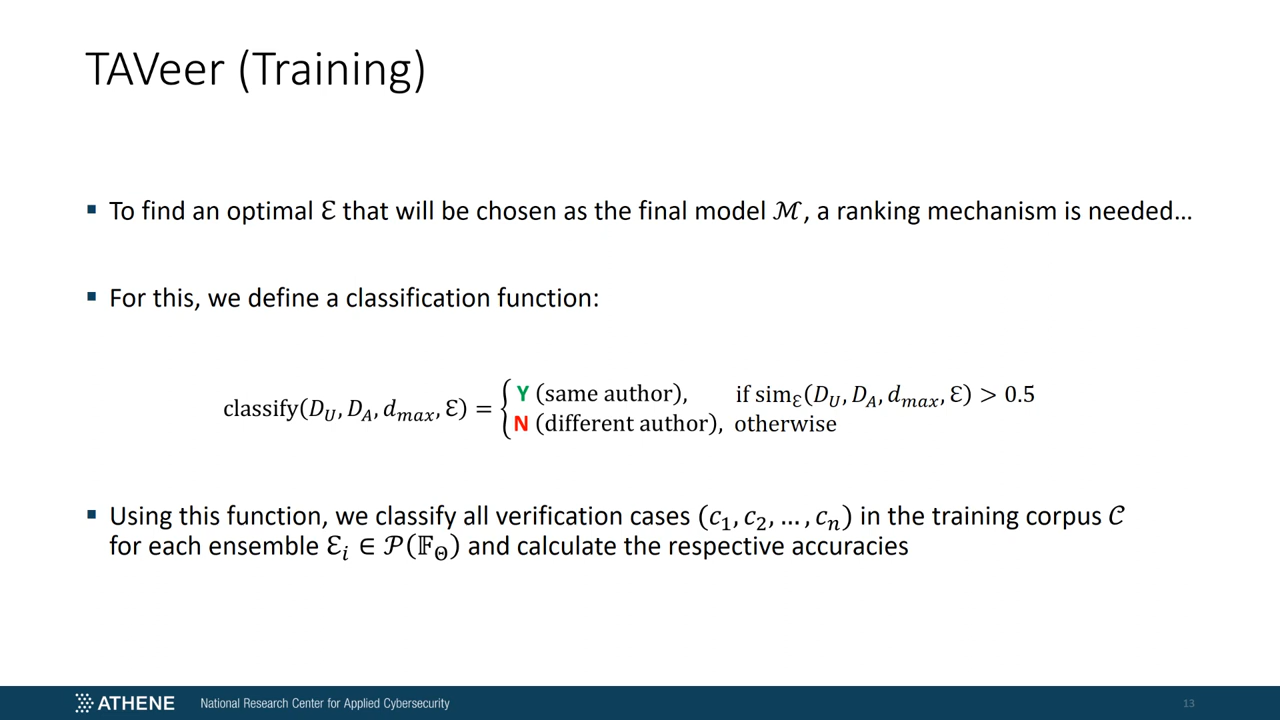 TAVeer (Training)
▪ To find an optimal ℇ that will be chosen as the final model ℳ, a ranking mechanism is needed…
▪ For this, we define a classification function:
classify(D_U, D_A, d_max, ℇ) = { Y (same author), if sim_ℇ(D_U, D_A, d_max, ℇ) > 0.5
N (different author), otherwise
▪ Using this function, we classify all verification cases (c_1, c_2, … , c_n) in the training corpus 𝒞
for each ensemble ℇ_i ∈ 𝒫(𝔽_Θ) and calculate the respective accuracies
ATHENE National Research Center for Applied Cybersecurity 13